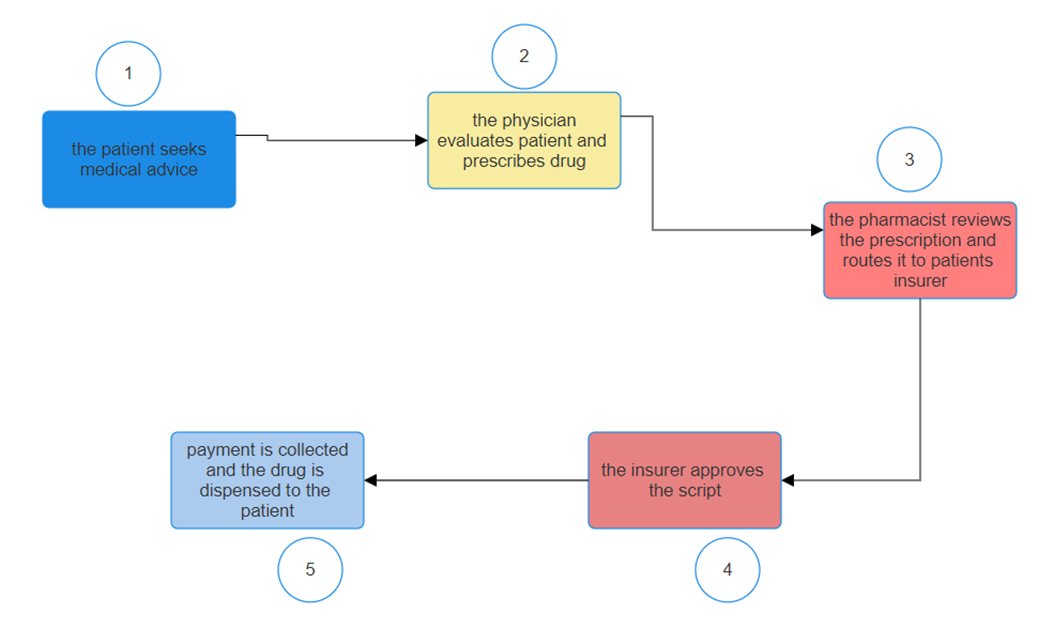 1
the patient seeks
medical advice
2
the physician
evaluates patient and
prescribes drug
3
the pharmacist reviews
the prescription and
routes it to patients
insurer
the insurer approves
the script
4
payment is collected
and the drug is
dispensed to the
patient
5